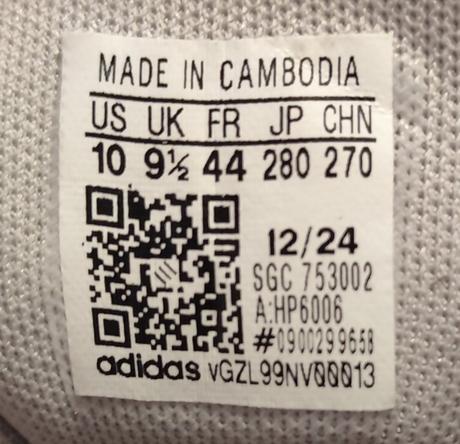 MADE IN CAMBODIA
US UK FR JP CHN
10 9½ 44 280 270
12/24
SGC 753002
A:HP6006
#0900299658
adidas VGZL99NV00013